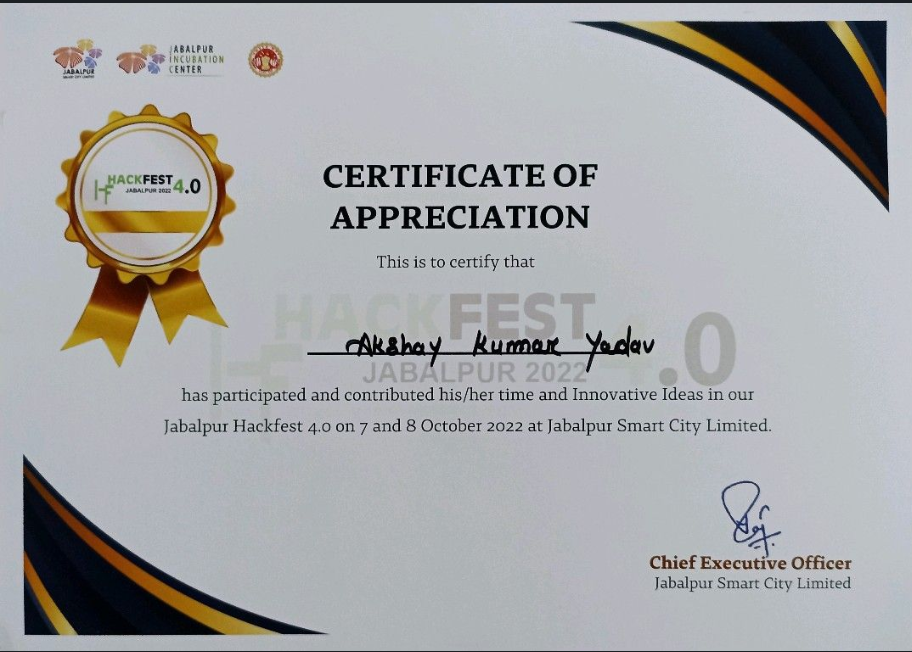 JABALPUR
SMART CITY LIMITED
JABALPUR
INCUBATION
CENTER
HACKFEST 4.0
JABALPUR 2022
CERTIFICATE OF
APPRECIATION
This is to certify that
HACKFEST 4.0
JABALPUR 2022
Akshay Kumar Yadav
has participated and contributed his/her time and Innovative Ideas in our
Jabalpur Hackfest 4.0 on 7 and 8 October 2022 at Jabalpur Smart City Limited.
Chief Executive Officer
Jabalpur Smart City Limited